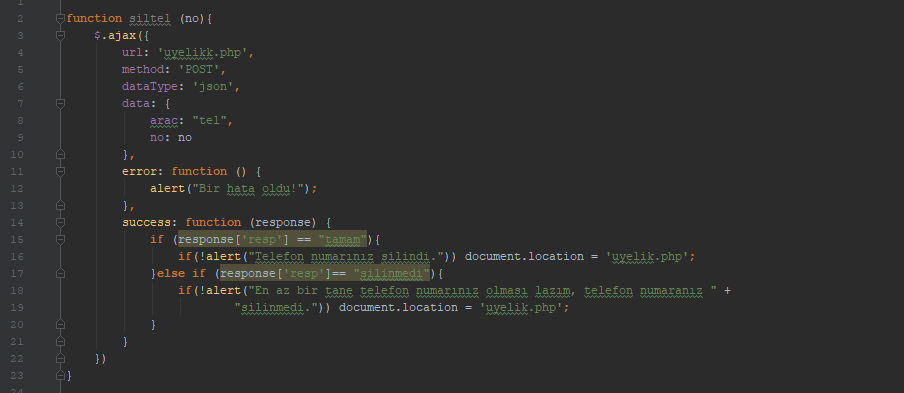 1
2 function siltel (no){
3 $.ajax({
4 url: 'uyelikk.php',
5 method: 'POST',
6 dataType: 'json',
7 data: {
8 arac: "tel",
9 no: no
10 },
11 error: function () {
12 alert("Bir hata oldu!");
13 },
14 success: function (response) {
15 if (response['resp'] == "tamam"){
16 if(!alert("Telefon numarınız silindi.")) document.location = 'uyelik.php';
17 }else if (response['resp']== "silinmedi"){
18 if(!alert("En az bir tane telefon numarınız olması lazım, telefon numaranız " +
19 "silinmedi.")) document.location = 'uyelik.php';
20 }
21 }
22 })
23 }
24